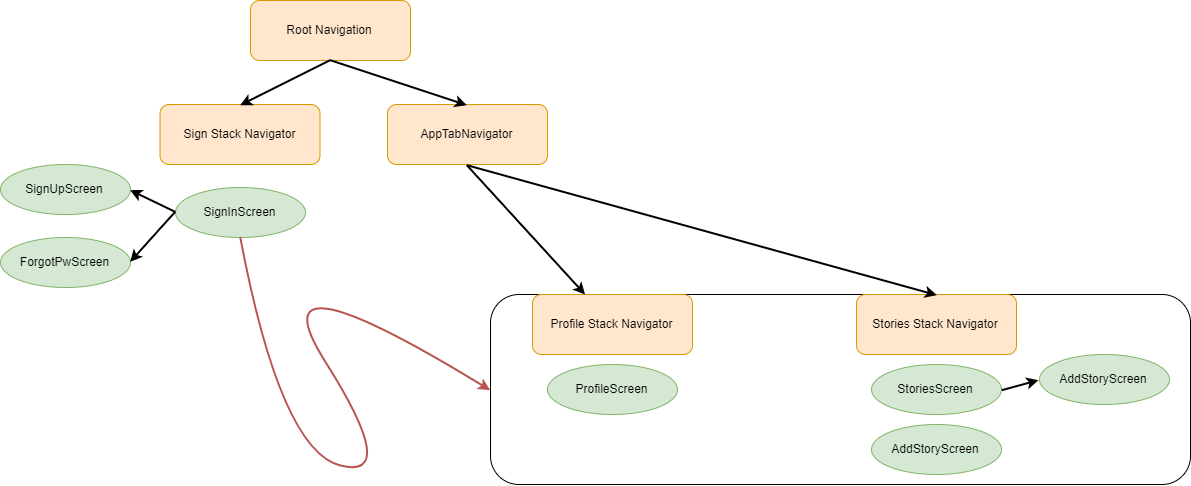 Root Navigation
Sign Stack Navigator
AppTabNavigator
SignUpScreen
SignInScreen
ForgotPwScreen
Profile Stack Navigator
Stories Stack Navigator
ProfileScreen
StoriesScreen
AddStoryScreen
AddStoryScreen